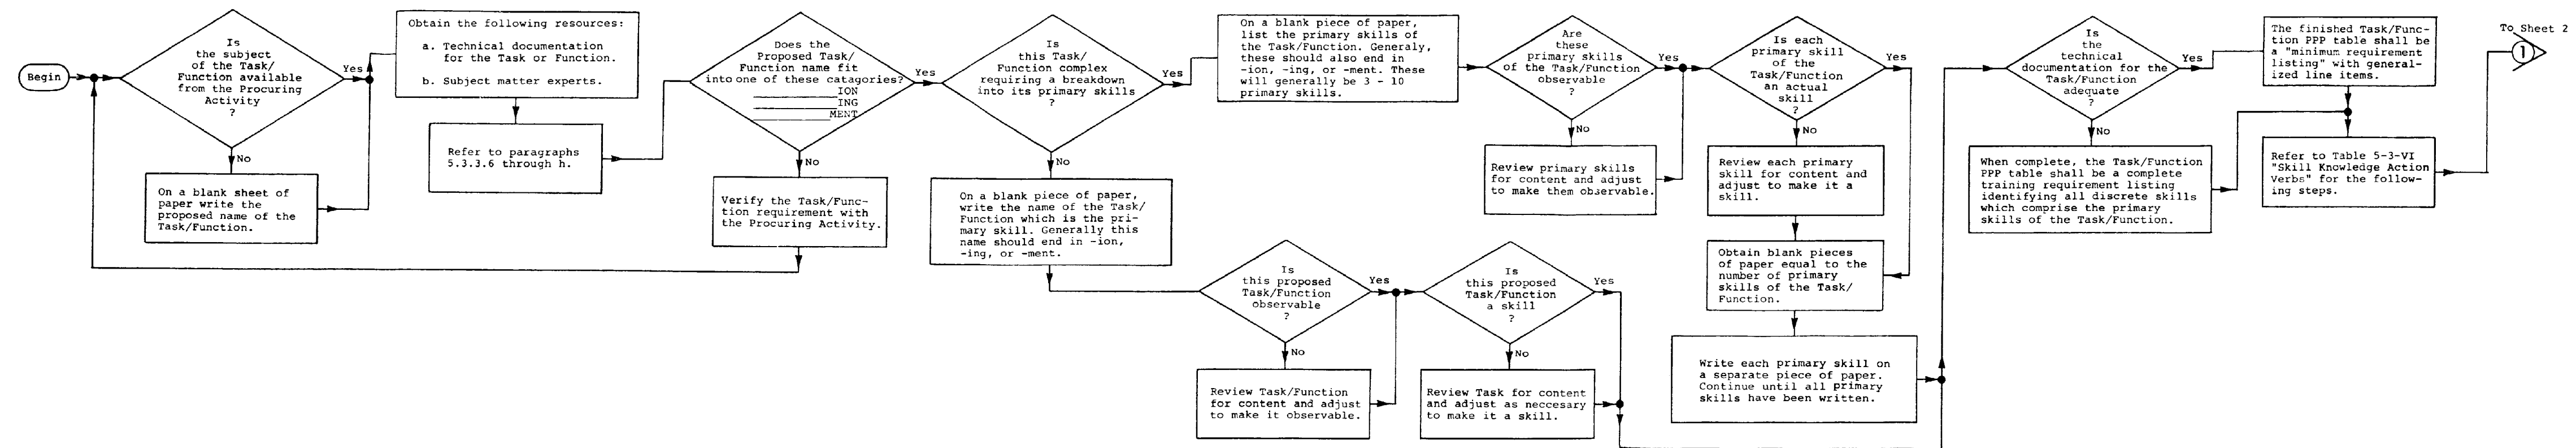 Begin
Is
the subject
of the Task/
Function available
from the Procuring
Activity
?
Yes
No
On a blank sheet of
paper write the
proposed name of the
Task/Function.
Obtain the following resources:
a. Technical documentation
for the Task or Function.
b. Subject matter experts.
Refer to paragraphs
5.3.3.6 through h.
Does the
Proposed Task/
Function name fit
into one of these catagories?
____________ION
____________ING
___________MENT
Yes
No
Verify the Task/Func-
tion requirement with
the Procuring Activity.
Is
this Task/
Function complex
requiring a breakdown
into its primary skills
?
Yes
No
On a blank piece of paper,
write the name of the Task/
Function which is the pri-
mary skill. Generally this
name should end in -ion,
-ing, or -ment.
On a blank piece of paper,
list the primary skills of
the Task/Function. Generaly,
these should also end in
-ion, -ing, or -ment. These
will generally be 3 - 10
primary skills.
Are
these
primary skills
of the Task/Function
observable
?
Yes
No
Review primary skills
for content and adjust
to make them observable.
Is each
primary skill
of the
Task/Function
an actual
skill
?
Yes
No
Review each primary
skill for content and
adjust to make it a
skill.
Obtain blank pieces
of paper equal to the
number of primary
skills of the Task/
Function.
Write each primary skill on
a separate piece of paper.
Continue until all primary
skills have been written.
Is
this proposed
Task/Function
observable
?
Yes
No
Review Task/Function
for content and adjust
to make it observable.
Is
this proposed
Task/Function
a skill
?
Yes
No
Review Task for content
and adjust as neccesary
to make it a skill.
Is
the
technical
documentation for the
Task/Function
adequate
?
Yes
No
When complete, the Task/Function
PPP table shall be a complete
training requirement listing
identifying all discrete skills
which comprise the primary
skills of the Task/Function.
The finished Task/Func-
tion PPP table shall be
a "minimum requirement
listing" with general-
ized line items.
Refer to Table 5-3-VI
"Skill Knowledge Action
Verbs" for the follow-
ing steps.
To Sheet 2
1